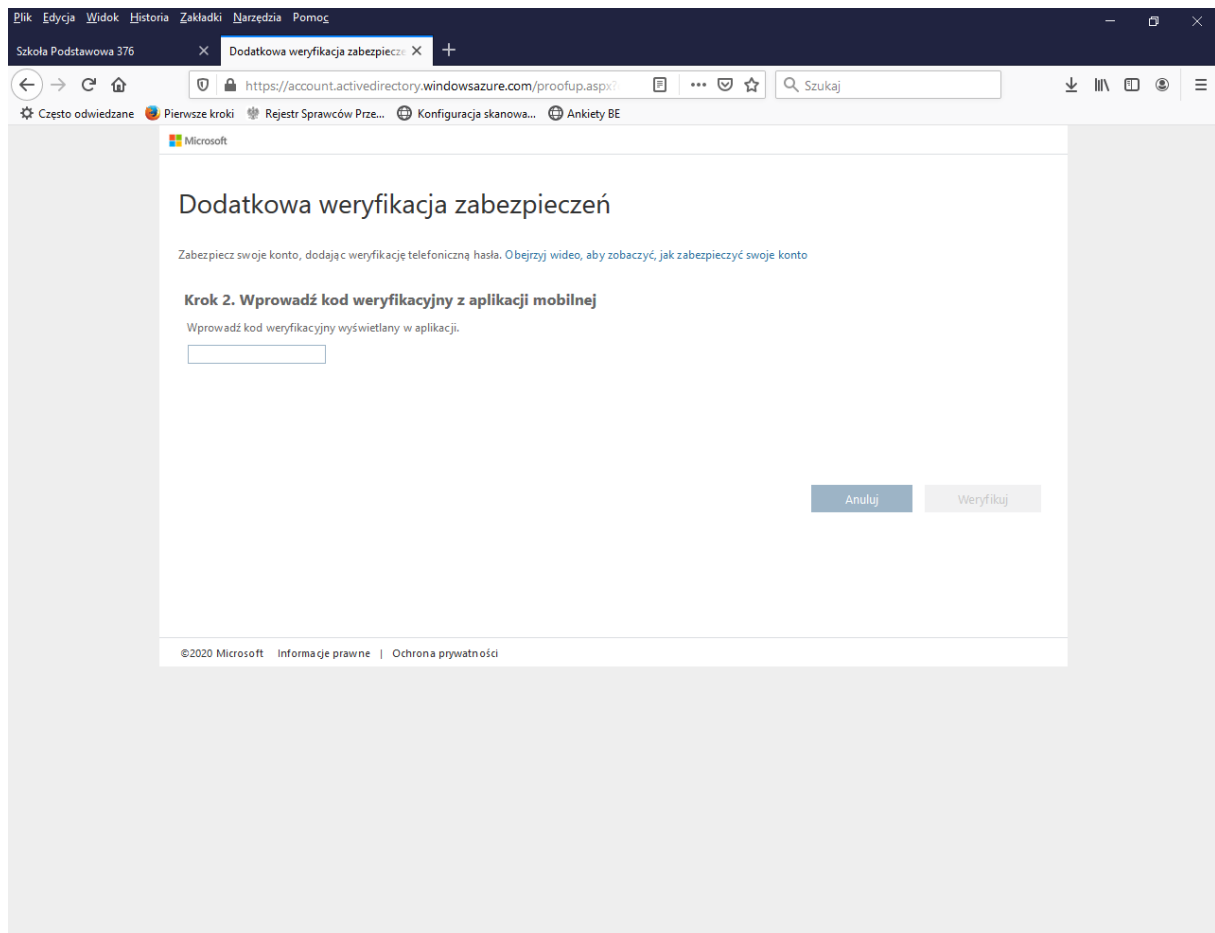 Plik Edycja Widok Historia Zakładki Narzędzia Pomoc
Szkoła Podstawowa 376
Dodatkowa weryfikacja zabezpiecze
https://account.activedirectory.windowsazure.com/proofup.aspx?
Szukaj
Często odwiedzane Pierwsze kroki Rejestr Sprawców Prze... Konfiguracja skanowa... Ankiety BE
Microsoft
Dodatkowa weryfikacja zabezpieczeń
Zabezpiecz swoje konto, dodając weryfikację telefoniczną hasła. Obejrzyj wideo, aby zobaczyć, jak zabezpieczyć swoje konto
Krok 2. Wprowadź kod weryfikacyjny z aplikacji mobilnej
Wprowadź kod weryfikacyjny wyświetlany w aplikacji.
Anuluj Weryfikuj
©2020 Microsoft Informacje prawne | Ochrona prywatności